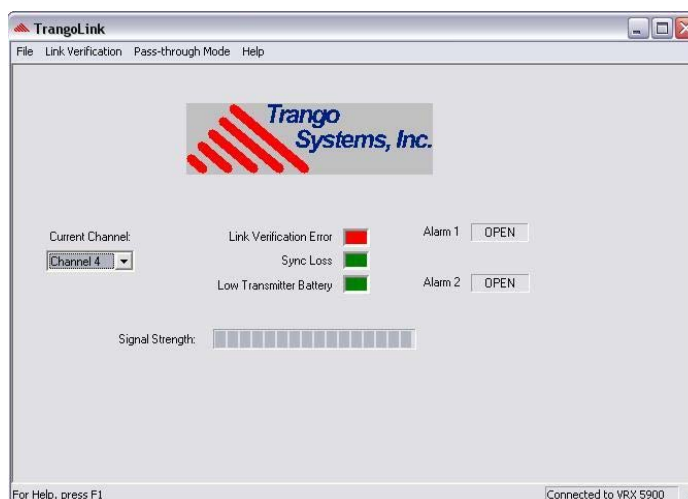 TrangoLink
File Link Verification Pass-through Mode Help
Trango
Systems, Inc.
Current Channel:
Channel 4
Link Verification Error
Sync Loss
Low Transmitter Battery
Alarm 1 OPEN
Alarm 2 OPEN
Signal Strength:
For Help, press F1
Connected to VRX 5900